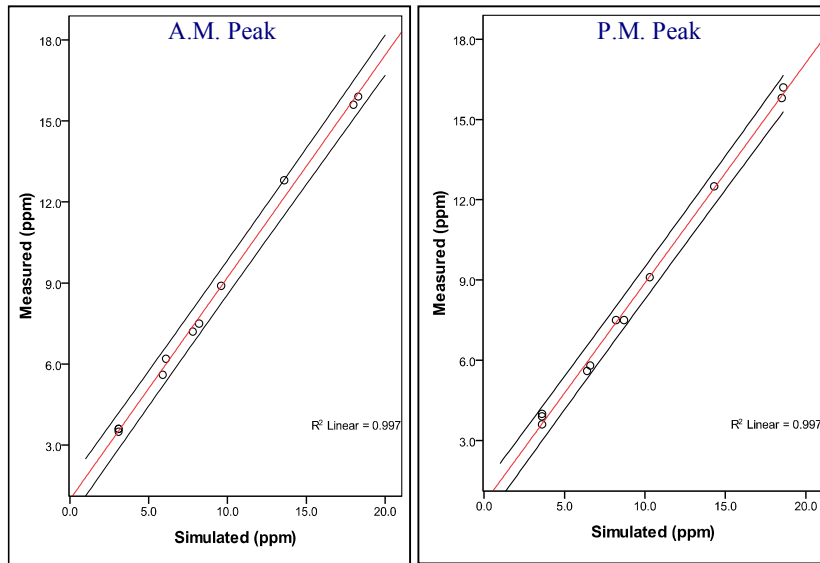 A.M. Peak
18.0
15.0
12.0
9.0
6.0
3.0
Measured (ppm)
R² Linear = 0.997
0.0 5.0 10.0 15.0 20.0
Simulated (ppm)
P.M. Peak
18.0
15.0
12.0
9.0
6.0
3.0
Measured (ppm)
R² Linear = 0.997
0.0 5.0 10.0 15.0 20.0
Simulated (ppm)